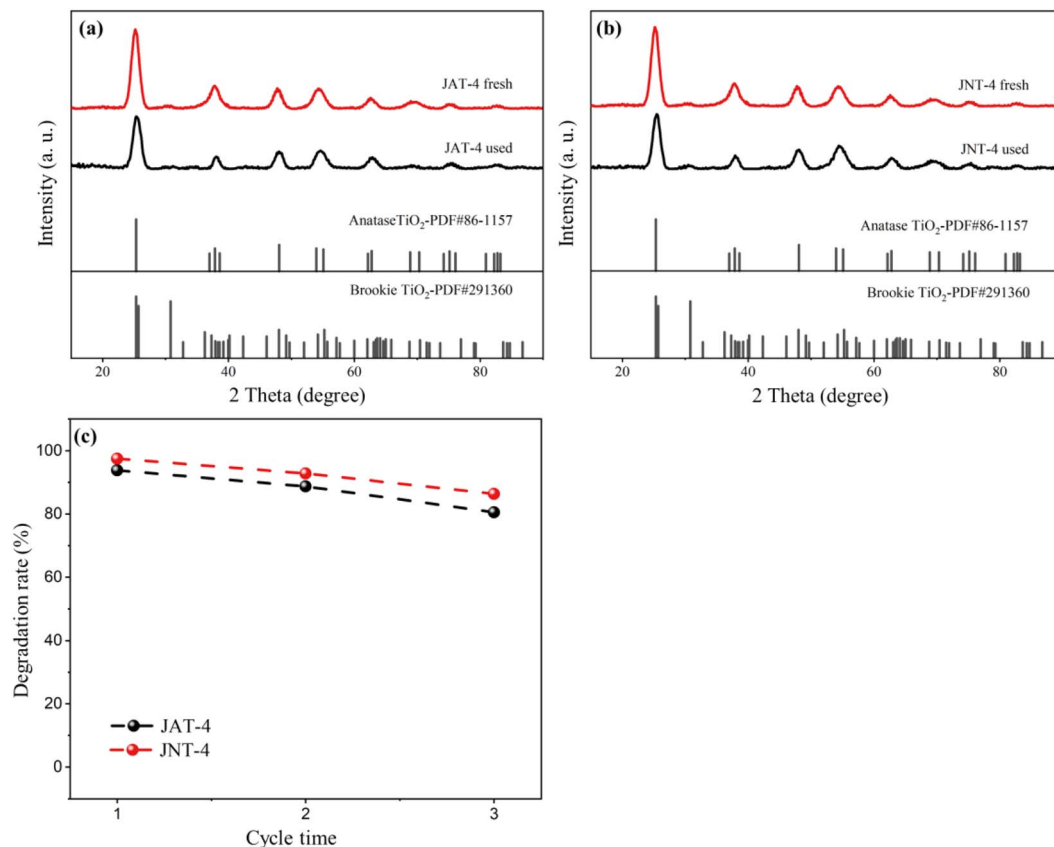 (a)
JAT-4 fresh
JAT-4 used
AnataseTiO₂-PDF#86-1157
Brookie TiO₂-PDF#291360
Intensity (a. u.)
20 40 60 80
2 Theta (degree)
(b)
JNT-4 fresh
JNT-4 used
Anatase TiO₂-PDF#86-1157
Brookie TiO₂-PDF#291360
Intensity (a. u.)
20 40 60 80
2 Theta (degree)
(c)
100
80
60
40
20
0
Degradation rate (%)
JAT-4
JNT-4
1 2 3
Cycle time